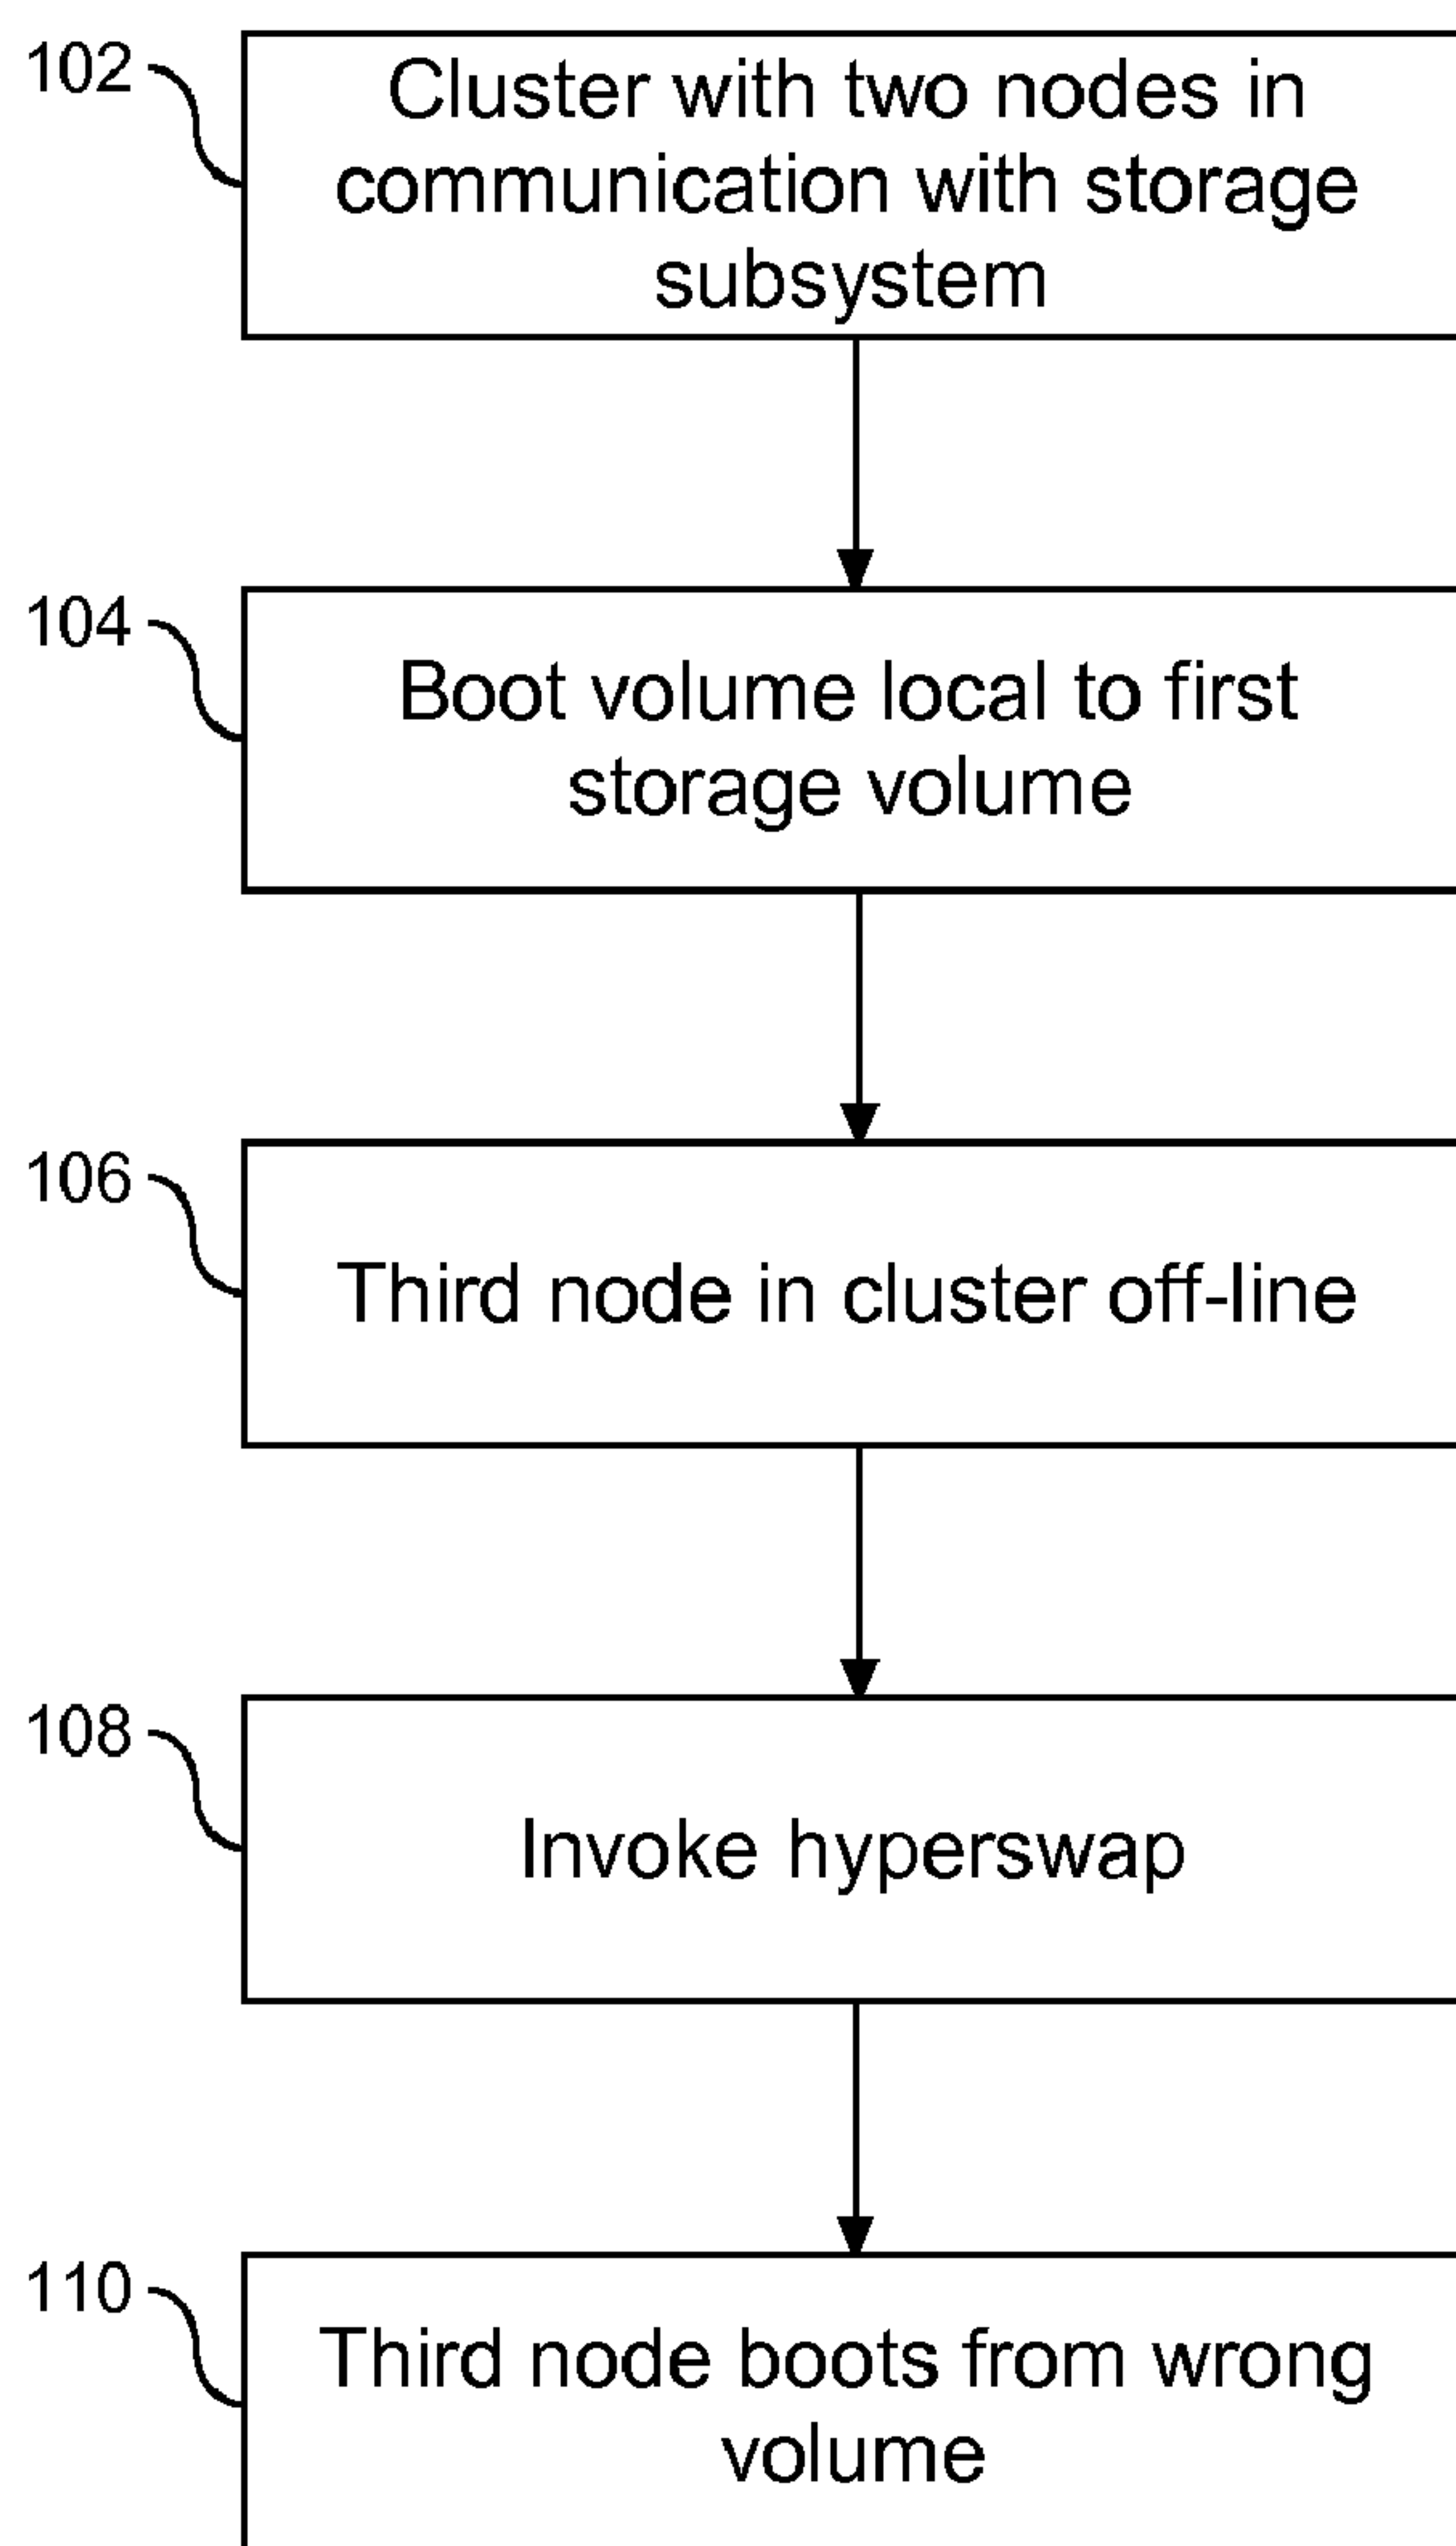 102
Cluster with two nodes in
communication with storage
subsystem
104
Boot volume local to first
storage volume
106
Third node in cluster off-line
108
Invoke hyperswap
110
Third node boots from wrong
volume